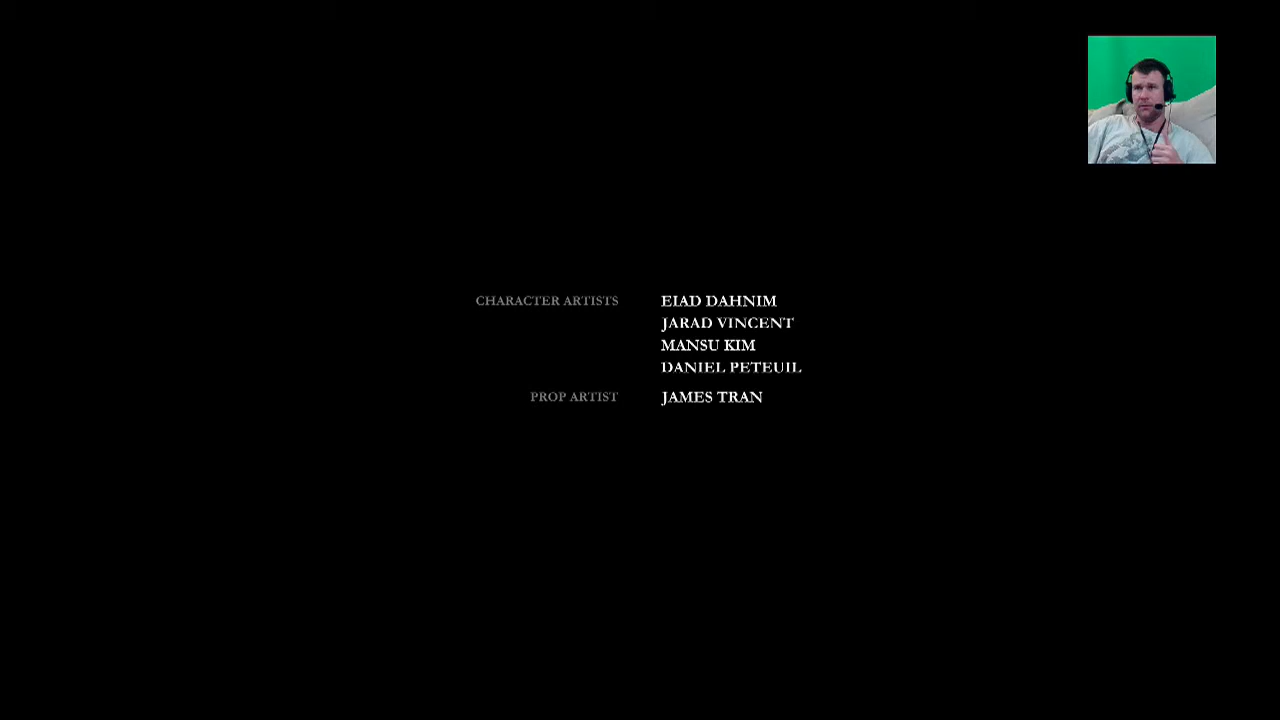 CHARACTER ARTISTS EIAD DAHNIM
JARAD VINCENT
MANSU KIM
DANIEL PETEUIL
PROP ARTIST JAMES TRAN